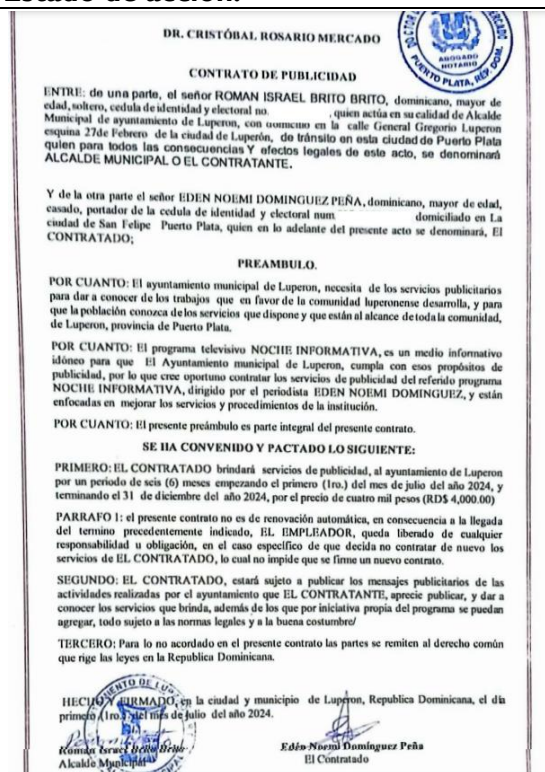 Estado de acción.
DR. CRISTÓBAL ROSARIO MERCADO
ABOGADO
NOTARIO
PUERTO PLATA, REP. DOM.
CONTRATO DE PUBLICIDAD
ENTRE: de una parte, el señor ROMAN ISRAEL BRITO BRITO, dominicano, mayor de
edad, soltero, cedula de identidad y electoral no. , quien actúa en su calidad de Alcalde
Municipal de ayuntamiento de Luperon, con domicilio en la calle General Gregorio Luperon
esquina 27de Febrero de la ciudad de Luperón, de tránsito en esta ciudad de Puerto Plata
quien para todos las consecuencias Y efectos legales de este acto, se denominará
ALCALDE MUNICIPAL O EL CONTRATANTE.
Y de la otra parte el señor EDEN NOEMI DOMINGUEZ PEÑA, dominicano, mayor de edad,
casado, portador de la cedula de identidad y electoral num domiciliado en La
ciudad de San Felipe Puerto Plata, quien en lo adelante del presente acto se denominará, El
CONTRATADO;
PREAMBULO.
POR CUANTO: El ayuntamiento municipal de Luperon, necesita de los servicios publicitarios
para dar a conocer de los trabajos que en favor de la comunidad luperonense desarrolla, y para
que la población conozca de los servicios que dispone y que están al alcance de toda la comunidad,
de Luperon, provincia de Puerto Plata.
POR CUANTO: El programa televisivo NOCHE INFORMATIVA, es un medio informativo
idóneo para que El Ayuntamiento municipal de Luperon, cumpla con esos propósitos de
publicidad, por lo que cree oportuno contratar los servicios de publicidad del referido programa
NOCHE INFORMATIVA, dirigido por el periodista EDEN NOEMI DOMINGUEZ, y están
enfocadas en mejorar los servicios y procedimientos de la institución.
POR CUANTO: El presente preámbulo es parte integral del presente contrato.
SE HA CONVENIDO Y PACTADO LO SIGUIENTE:
PRIMERO: EL CONTRATADO brindará servicios de publicidad, al ayuntamiento de Luperon
por un periodo de seis (6) meses empezando el primero (1ro.) del mes de julio del año 2024, y
terminando el 31 de diciembre del año 2024, por el precio de cuatro mil pesos (RD$ 4,000.00)
PARRAFO 1: el presente contrato no es de renovación automática, en consecuencia a la llegada
del termino precedentemente indicado, EL EMPLEADOR, queda liberado de cualquier
responsabilidad u obligación, en el caso específico de que decida no contratar de nuevo los
servicios de EL CONTRATADO, lo cual no impide que se firme un nuevo contrato.
SEGUNDO: EL CONTRATADO, estará sujeto a publicar los mensajes publicitarios de las
actividades realizadas por el ayuntamiento que EL CONTRATANTE, aprecie publicar, y dar a
conocer los servicios que brinda, además de los que por iniciativa propia del programa se puedan
agregar, todo sujeto a las normas legales y a la buena costumbre/
TERCERO; Para lo no acordado en el presente contrato las partes se remiten al derecho común
que rige las leyes en la Republica Dominicana.
HECHO Y FIRMADO, en la ciudad y municipio de Luperon, Republica Dominicana, el día
primero (1ro.) del mes de julio del año 2024.
Román Israel Brito Edén Noemí Domínguez Peña
Alcalde Municipal El Contratado